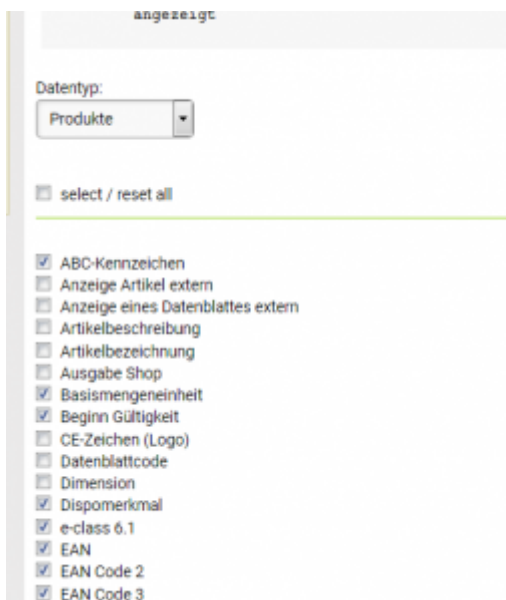 angezeigt
Datentyp:
Produkte
select / reset all
ABC-Kennzeichen
Anzeige Artikel extern
Anzeige eines Datenblattes extern
Artikelbeschreibung
Artikelbezeichnung
Ausgabe Shop
Basismengeneinheit
Beginn Gültigkeit
CE-Zeichen (Logo)
Datenblattcode
Dimension
Dispomerkmal
e-class 6.1
EAN
EAN Code 2
EAN Code 3